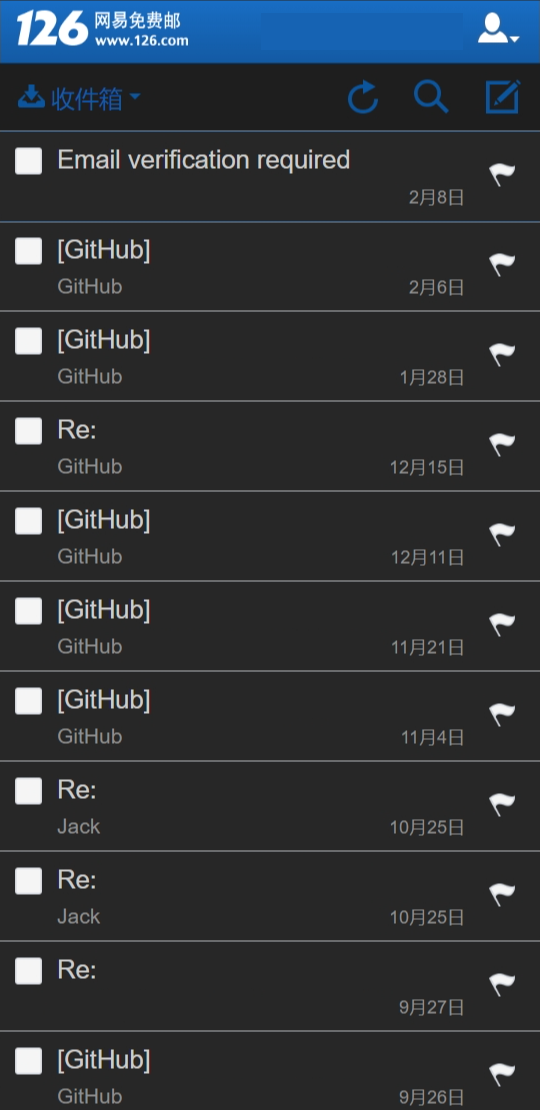 126 网易免费邮
www.126.com
收件箱
Email verification required
2月8日
[GitHub]
GitHub 2月6日
[GitHub]
GitHub 1月28日
Re:
GitHub 12月15日
[GitHub]
GitHub 12月11日
[GitHub]
GitHub 11月21日
[GitHub]
GitHub 11月4日
Re:
Jack 10月25日
Re:
Jack 10月25日
Re:
9月27日
[GitHub]
GitHub 9月26日